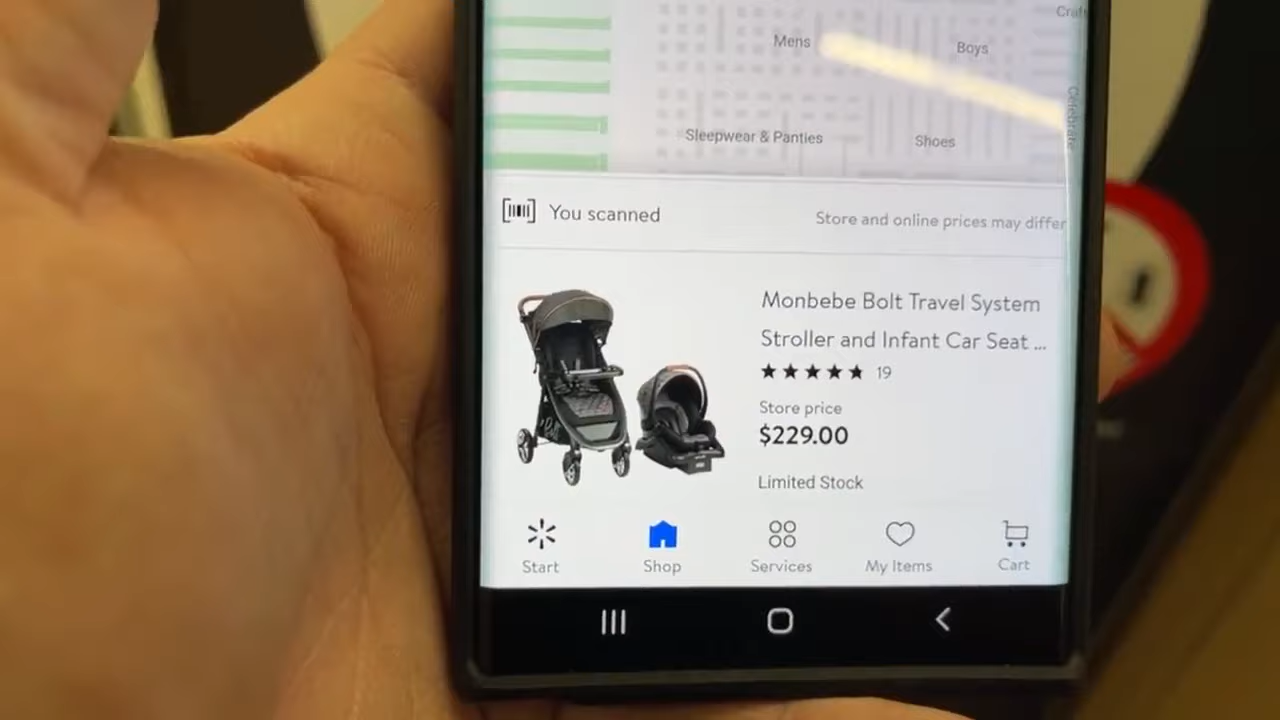 Craf
Mens
Boys
Celebrate
Sleepwear & Panties
Shoes
You scanned
Store and online prices may differ
Monbebe Bolt Travel System
Stroller and Infant Car Seat ...
19
Store price
$229.00
Limited Stock
Start
Shop
Services
My Items
Cart